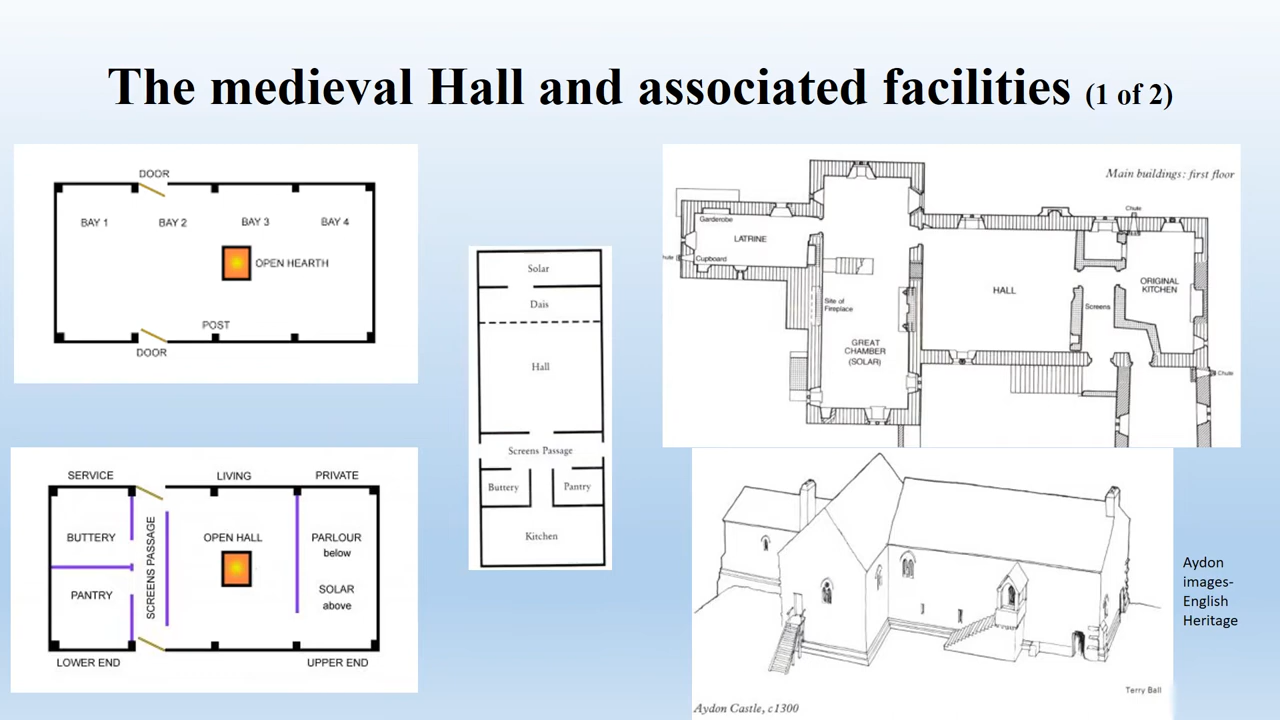 The medieval Hall and associated facilities (1 of 2)
DOOR
BAY 1 BAY 2 BAY 3 BAY 4
OPEN HEARTH
POST
DOOR
SERVICE LIVING PRIVATE
BUTTERY
SCREENS PASSAGE
OPEN HALL
PARLOUR
below
PANTRY
SOLAR
above
LOWER END UPPER END
Solar
Dais
Hall
Screens Passage
Buttery Pantry
Kitchen
Main buildings: first floor
Chute
Garderobe
LATRINE
hute
Cupboard
HALL
ORIGINAL
KITCHEN
Screens
Site of
Fireplace
GREAT
CHAMBER
(SOLAR)
Chute
Aydon
images-
English
Heritage
Terry Ball
Aydon Castle, c1300